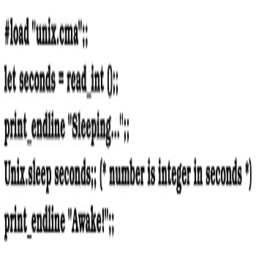 #load "unix.cma";;
let seconds = read_int ();;
print_endline "Sleeping...";;
Unix.sleep seconds;; (* number is integer in seconds *)
print_endline "Awake!";;